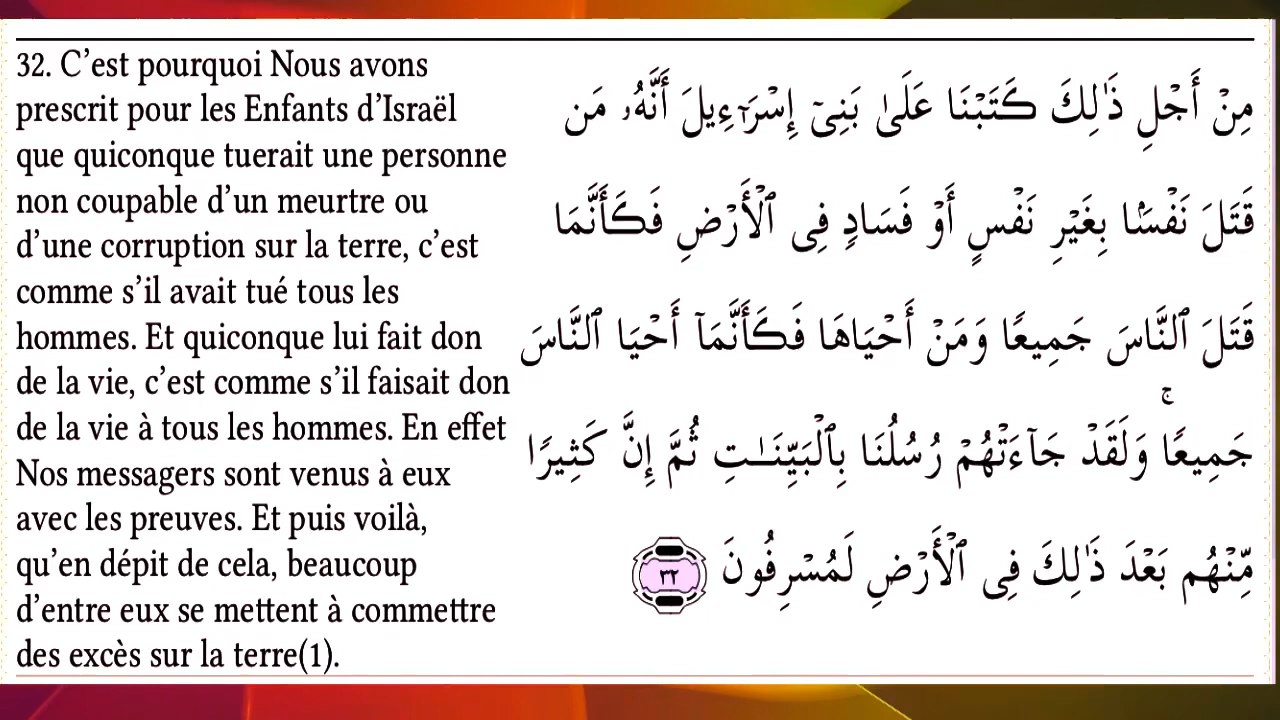 32. C’est pourquoi Nous avons
prescrit pour les Enfants d’Israël
que quiconque tuerait une personne
non coupable d’un meurtre ou
d’une corruption sur la terre, c’est
comme s’il avait tué tous les
hommes. Et quiconque lui fait don
de la vie, c’est comme s’il faisait don
de la vie à tous les hommes. En effet
Nos messagers sont venus à eux
avec les preuves. Et puis voilà,
qu’en dépit de cela, beaucoup
d’entre eux se mettent à commettre
des excès sur la terre(1).
مِنْ أَجْلِ ذَٰلِكَ كَتَبْنَا عَلَىٰ بَنِىٓ إِسْرَٰٓءِيلَ أَنَّهُۥ مَن
قَتَلَ نَفْسًۢا بِغَيْرِ نَفْسٍ أَوْ فَسَادٍ فِى ٱلْأَرْضِ فَكَأَنَّمَا
قَتَلَ ٱلنَّاسَ جَمِيعًا وَمَنْ أَحْيَاهَا فَكَأَنَّمَآ أَحْيَا ٱلنَّاسَ
جَمِيعًا ۚ وَلَقَدْ جَآءَتْهُمْ رُسُلُنَا بِٱلْبَيِّنَـٰتِ ثُمَّ إِنَّ كَثِيرًا
مِّنْهُم بَعْدَ ذَٰلِكَ فِى ٱلْأَرْضِ لَمُسْرِفُونَ ٣٢